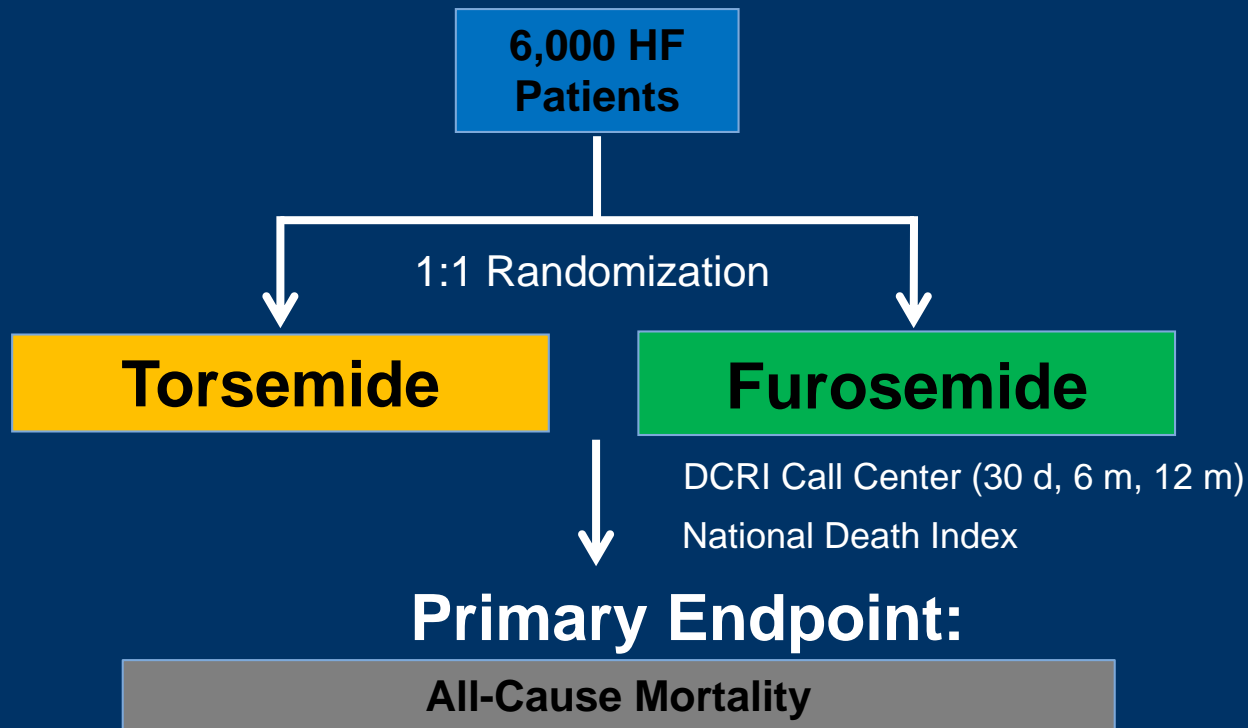 6,000 HF
Patients
1:1 Randomization
Torsemide
Furosemide
DCRI Call Center (30 d, 6 m, 12 m)
National Death Index
Primary Endpoint:
All-Cause Mortality